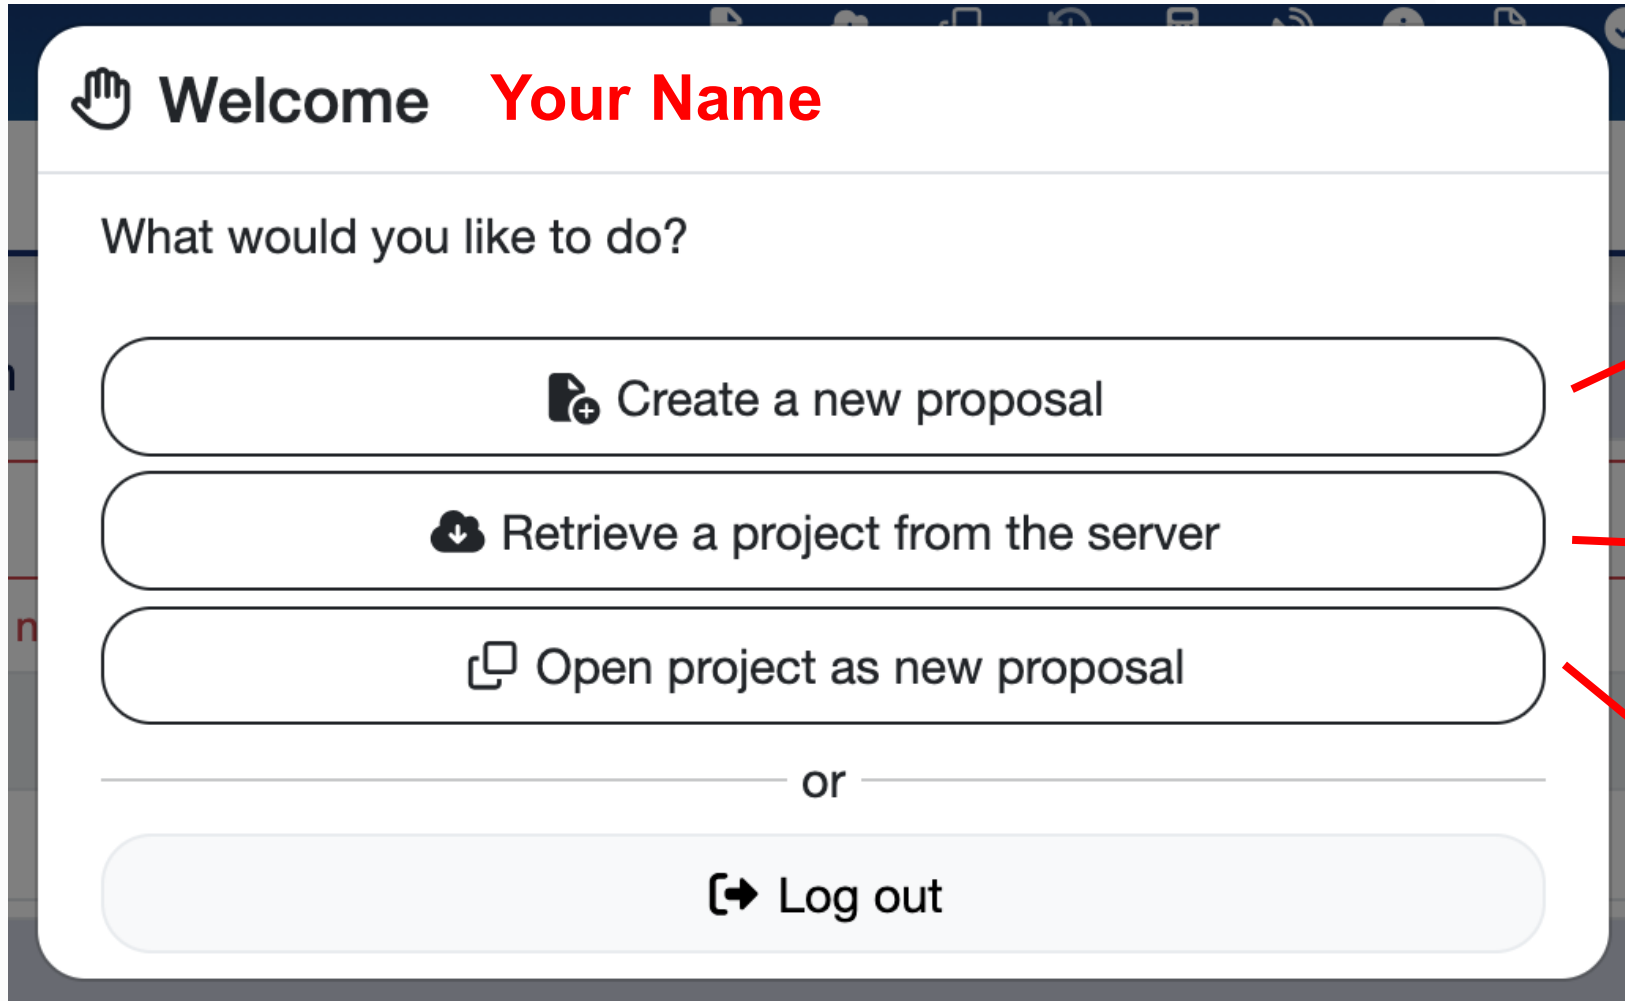 Welcome Your Name
What would you like to do?
Create a new proposal
Retrieve a project from the server
Open project as new proposal
or
Log out